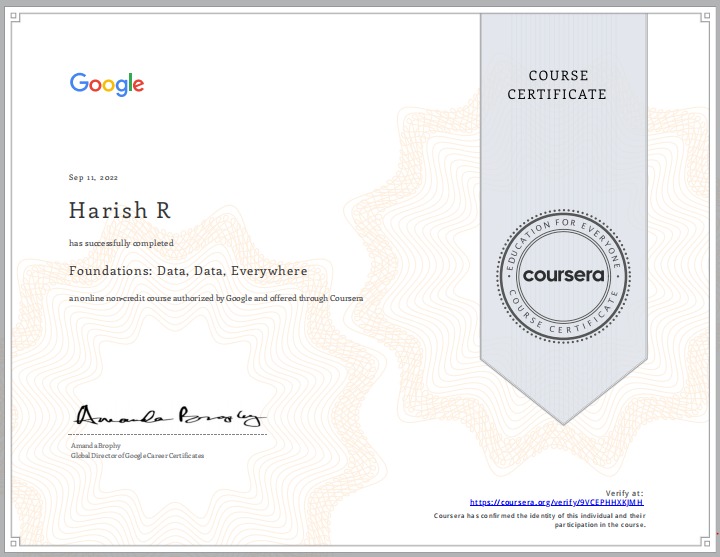 Google
COURSE
CERTIFICATE
Sep 11, 2022
Harish R
has successfully completed
Foundations: Data, Data, Everywhere
an online non-credit course authorized by Google and offered through Coursera
EDUCATION FOR EVERYONE
coursera
COURSE CERTIFICATE
Amanda Brophy
Amanda Brophy
Global Director of Google Career Certificates
Verify at:
https://coursera.org/verify/9VCEPHHXKJMH
Coursera has confirmed the identity of this individual and their
participation in the course.